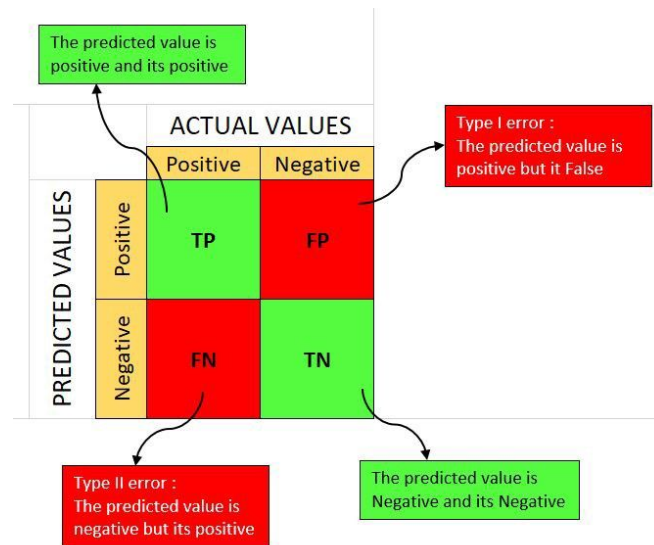 The predicted value is
positive and its positive
ACTUAL VALUES
Positive
Negative
Type I error :
The predicted value is
positive but it False
PREDICTED VALUES
Positive
TP
FP
Negative
FN
TN
Type II error :
The predicted value is
negative but its positive
The predicted value is
Negative and its Negative